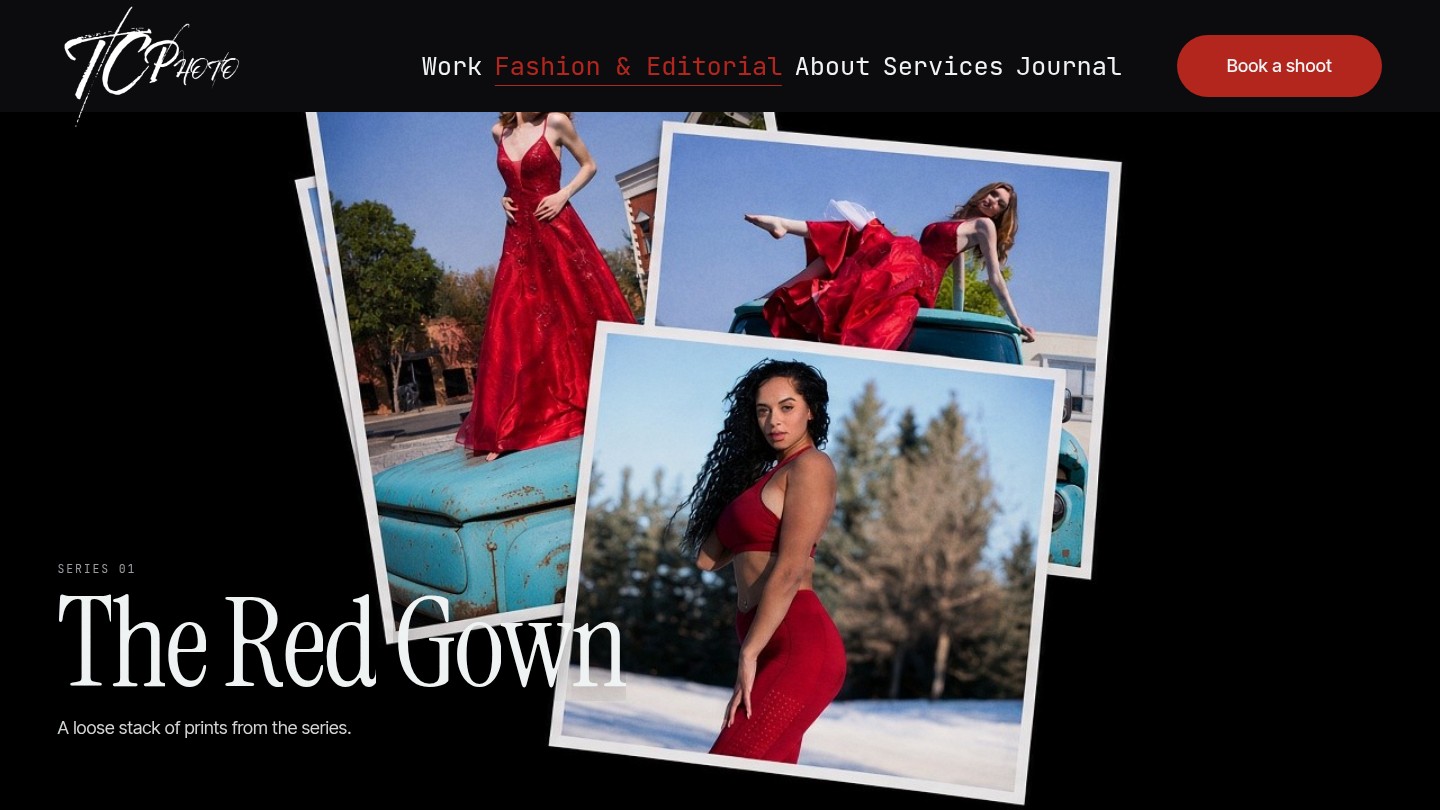 TCPHOTO
Work Fashion & Editorial About Services Journal
Book a shoot
SERIES 01
The Red Gown
A loose stack of prints from the series.